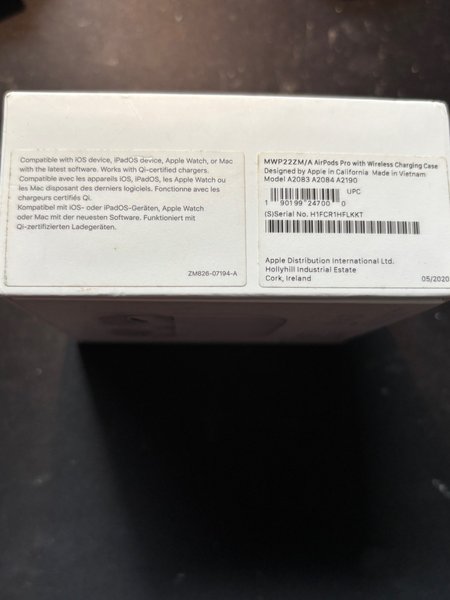 Compatible with iOS device, iPadOS device, Apple Watch, or Mac
with the latest software. Works with Qi-certified chargers.
Compatible avec les appareils iOS, iPadOS, les Apple Watch ou
les Mac disposant des derniers logiciels. Fonctionne avec les
chargeurs certifiés Qi.
Kompatibel mit iOS- oder iPadOS-Geräten, Apple Watch
oder Mac mit der neuesten Software. Funktioniert mit
Qi-zertifizierten Ladegeräten.
ZM826-07194-A
MWP22ZM/A AirPods Pro with Wireless Charging Case
Designed by Apple in California Made in Vietnam
Model A2083 A2084 A2190
UPC
1 90199 24700 0
(S)Serial No. H1FCR1HFLKKT
Apple Distribution International Ltd.
Hollyhill Industrial Estate
Cork, Ireland
05/2020